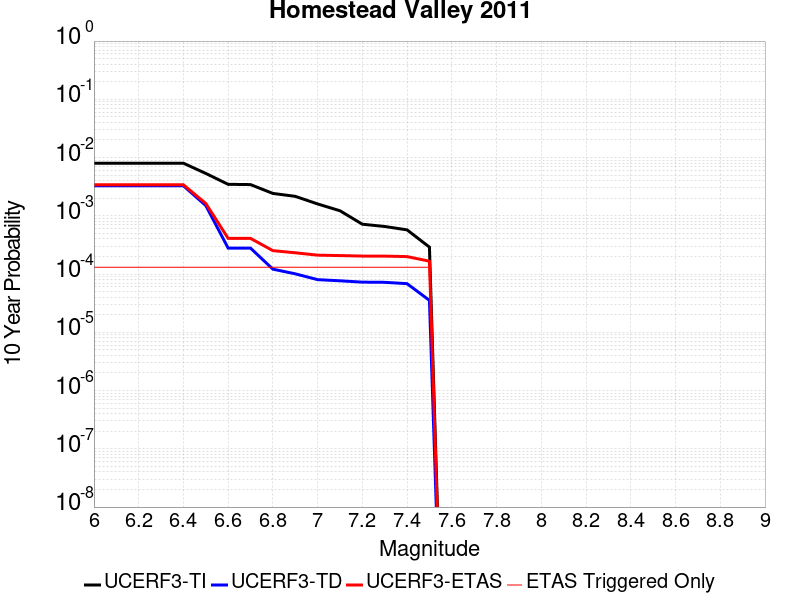 Homestead Valley 2011
10 0
10 -1
10 -2
10 -3
10 -4
10 -5
10 -6
10 -7
10 -8
10 Year Probability
6 6.2 6.4 6.6 6.8 7 7.2 7.4 7.6 7.8 8 8.2 8.4 8.6 8.8 9
Magnitude
UCERF3-TI UCERF3-TD UCERF3-ETAS ETAS Triggered Only